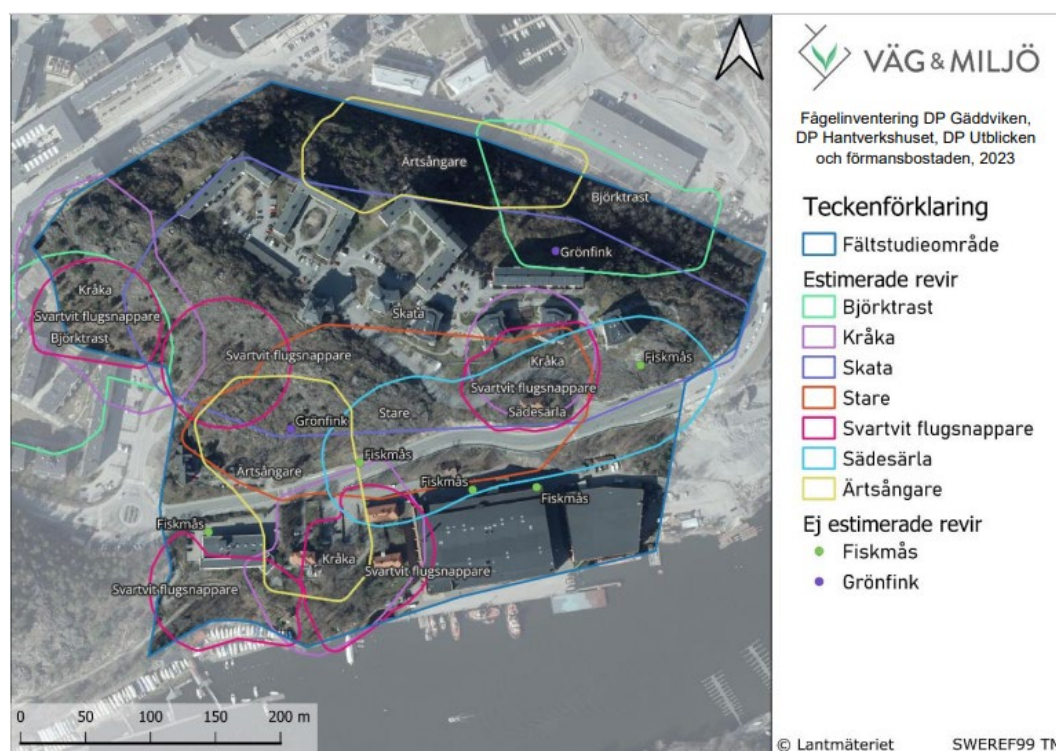 VÄG & MILJÖ
Fågelinventering DP Gäddviken,
DP Hantverkshuset, DP Utblicken
och förmansbostaden, 2023
Teckenförklaring
Fältstudieområde
Estimerade revir
Björktrast
Kråka
Skata
Stare
Svartvit flugsnappare
Sädesärla
Ärtsångare
Ej estimerade revir
Fiskmås
Grönfink
Ärtsångare
Björktrast
Grönfink
Kråka
Svartvit flugsnappare
Björktrast
Skata
Svartvit flugsnappare
Kråka
Fiskmås
Svartvit flugsnappare
Sädesärla
Stare
Grönfink
Fiskmås
Ärtsångare
Fiskmås
Fiskmås
Fiskmås
Kråka
Svartvit flugsnappare
Svartvit flugsnappare
0 50 100 150 200 m
© Lantmäteriet SWEREF99 TM